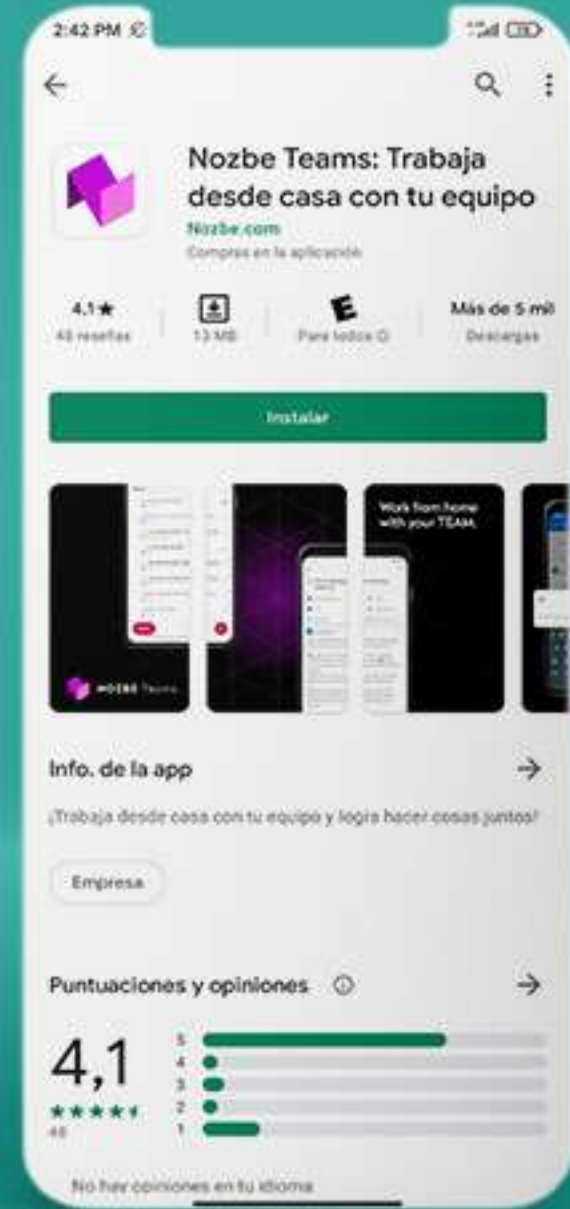 2:42 PM
Nozbe Teams: Trabaja
desde casa con tu equipo
Nozbe.com
Compras en la aplicación
4.1★
48 reseñas
13 MB
E
Para todos
Más de 5 mil
Descargas
Instalar
Work from home
with your TEAM.
NOZBE Teams
Info. de la app
¡Trabaja desde casa con tu equipo y logra hacer cosas juntos!
Empresa
Puntuaciones y opiniones
4,1
5
4
3
2
1
48
No hay opiniones en tu idioma